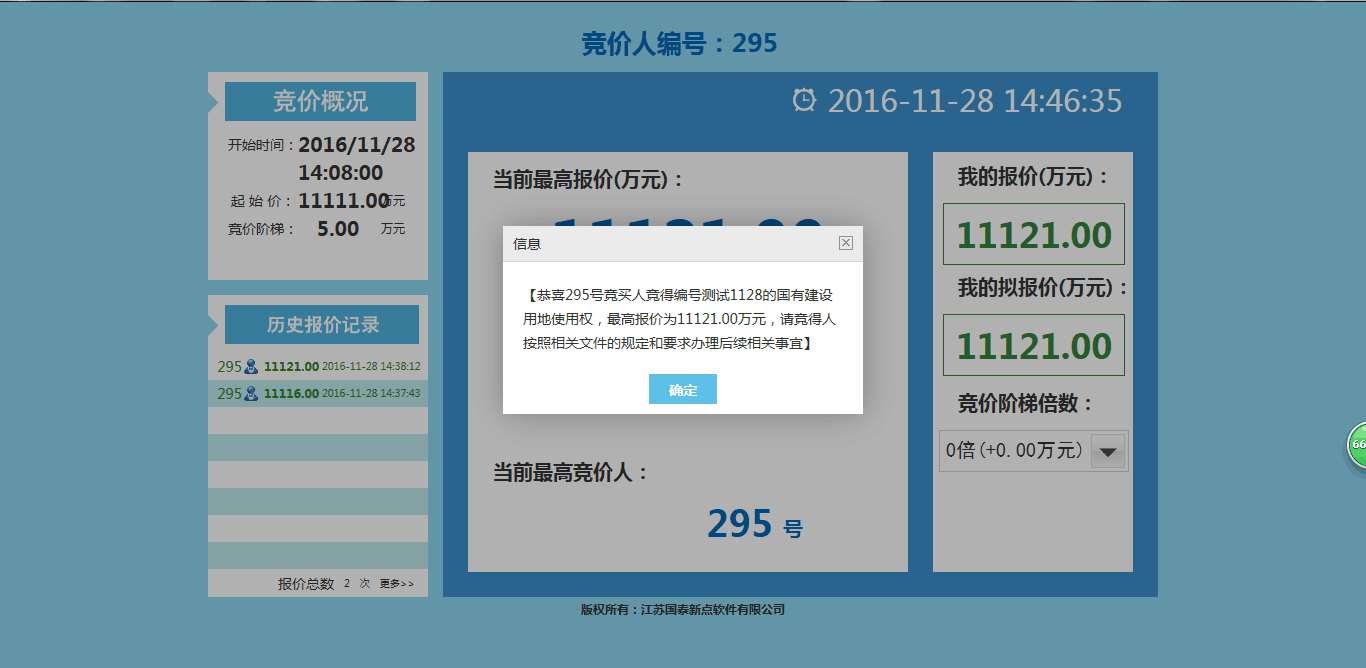 竞价人编号：295
竞价概况
开始时间：2016/11/28
14:08:00
起 始 价：11111.00万元
竞价阶梯： 5.00 万元
历史报价记录
295 11121.00 2016-11-28 14:38:12
295 11116.00 2016-11-28 14:37:43
报价总数 2 次 更多>>
2016-11-28 14:46:35
当前最高报价(万元)：
11121.00
信息
【恭喜295号竞买人竞得编号测试1128的国有建设
用地使用权，最高报价为11121.00万元，请竞得人
按照相关文件的规定和要求办理后续相关事宜】
确定
当前最高竞价人：
295 号
我的报价(万元)：
11121.00
我的拟报价(万元)：
11121.00
竞价阶梯倍数：
0倍(+0.00万元)
66
版权所有：江苏国泰新点软件有限公司